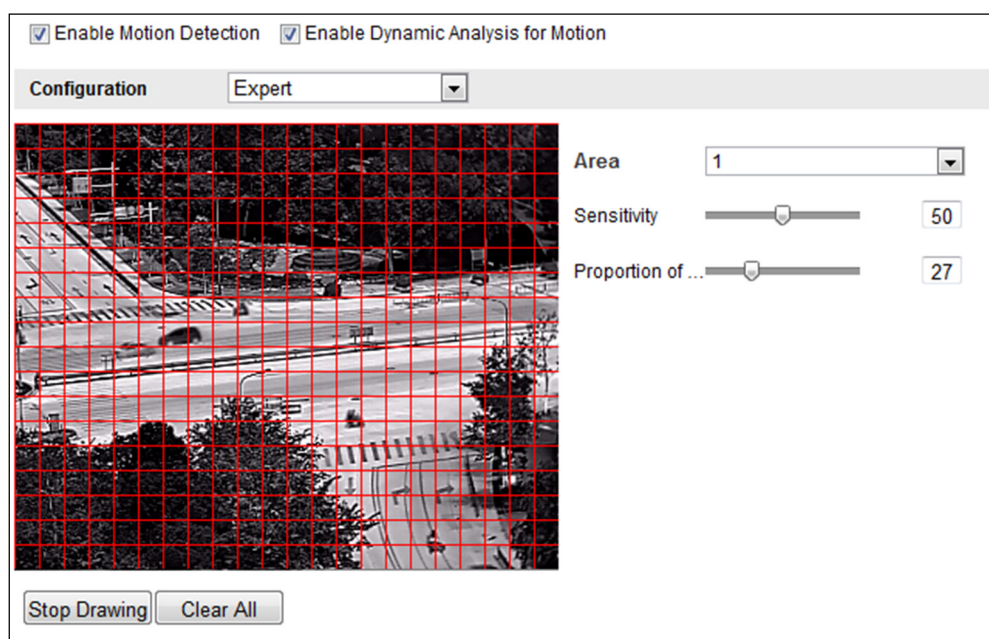 Enable Motion Detection Enable Dynamic Analysis for Motion
Configuration Expert
Area 1
Sensitivity 50
Proportion of ... 27
Stop Drawing Clear All